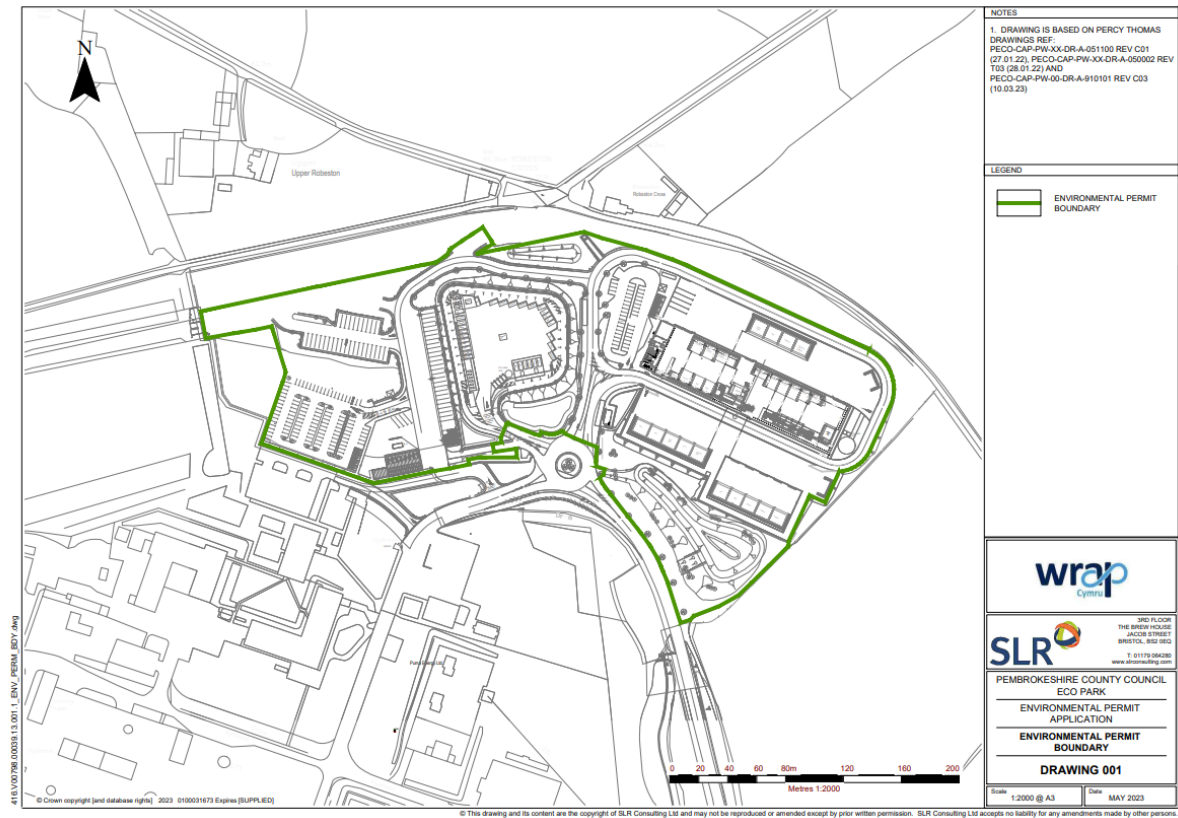 N
Upper Robeston
Robeston Cross
0 20 40 60 80m 120 160 200
Metres 1:2000
416.V00798.00039.13.001.1_ENV_PERM_BDY.dwg
© Crown copyright [and database rights] 2023 0100031673 Expires [SUPPLIED]
NOTES
1. DRAWING IS BASED ON PERCY THOMAS
DRAWINGS REF:
PECO-CAP-PW-XX-DR-A-051100 REV C01
(27.01.22), PECO-CAP-PW-XX-DR-A-050002 REV
T03 (28.01.22) AND
PECO-CAP-PW-00-DR-A-910101 REV C03
(10.03.23)
LEGEND
ENVIRONMENTAL PERMIT
BOUNDARY
wrap
Cymru
SLR
3RD FLOOR
THE BREW HOUSE
JACOB STREET
BRISTOL, BS2 0EQ
T: 01179 064280
www.slrconsulting.com
PEMBROKESHIRE COUNTY COUNCIL
ECO PARK
ENVIRONMENTAL PERMIT
APPLICATION
ENVIRONMENTAL PERMIT
BOUNDARY
DRAWING 001
Scale 1:2000 @ A3
Date MAY 2023
© This drawing and its content are the copyright of SLR Consulting Ltd and may not be reproduced or amended except by prior written permission. SLR Consulting Ltd accepts no liability for any amendments made by other persons.